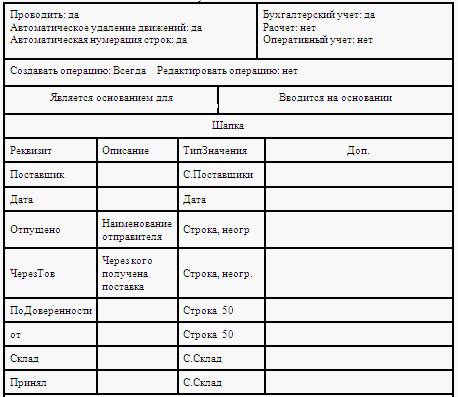 Проводить: да
Автоматическое удаление движений: да
Автоматическая нумерация строк: да
Бухгалтерский учет: да
Расчет: нет
Оперативный учет: нет
Создавать операцию: Всегда Редактировать операцию: нет
Является основанием для Вводится на основании
Шапка
Реквизит Описание ТипЗначения Доп.
Поставщик С.Поставщики
Дата Дата
Отпущено Наименование отправителя Строка, неогр
ЧерезТов Через кого получена поставка Строка, неогр.
ПоДоверенности Строка 50
от Строка 50
Склад С.Склад
Принял С.Склад